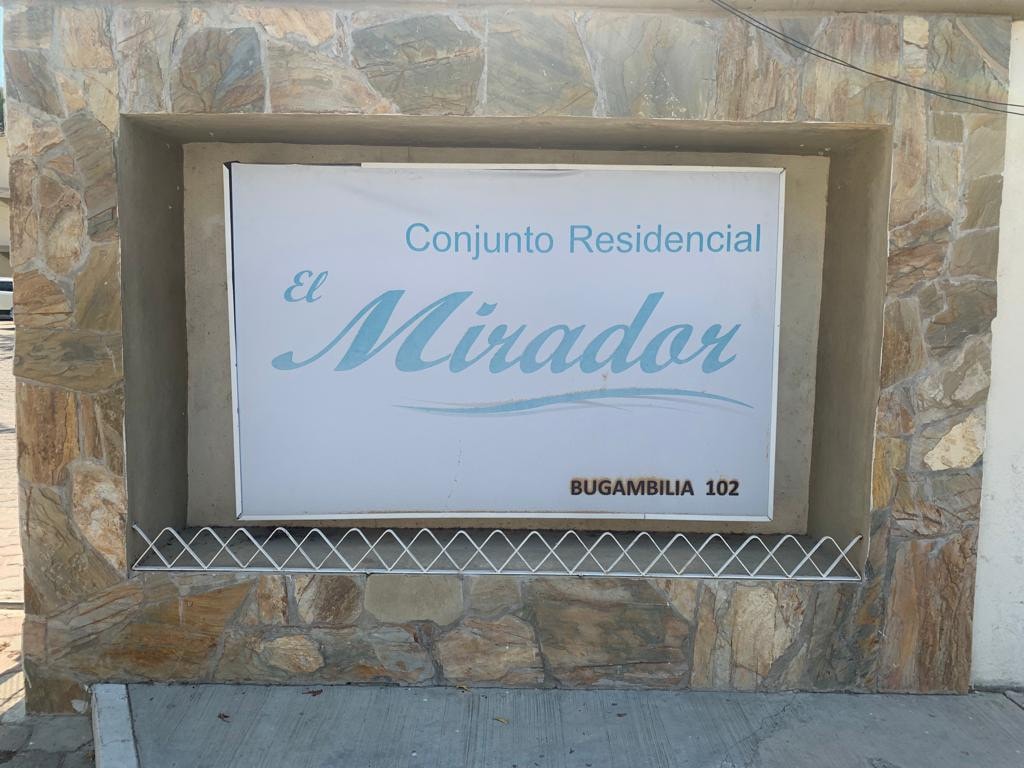 Conjunto Residencial
El
Mirador
BUGAMBILIA 102